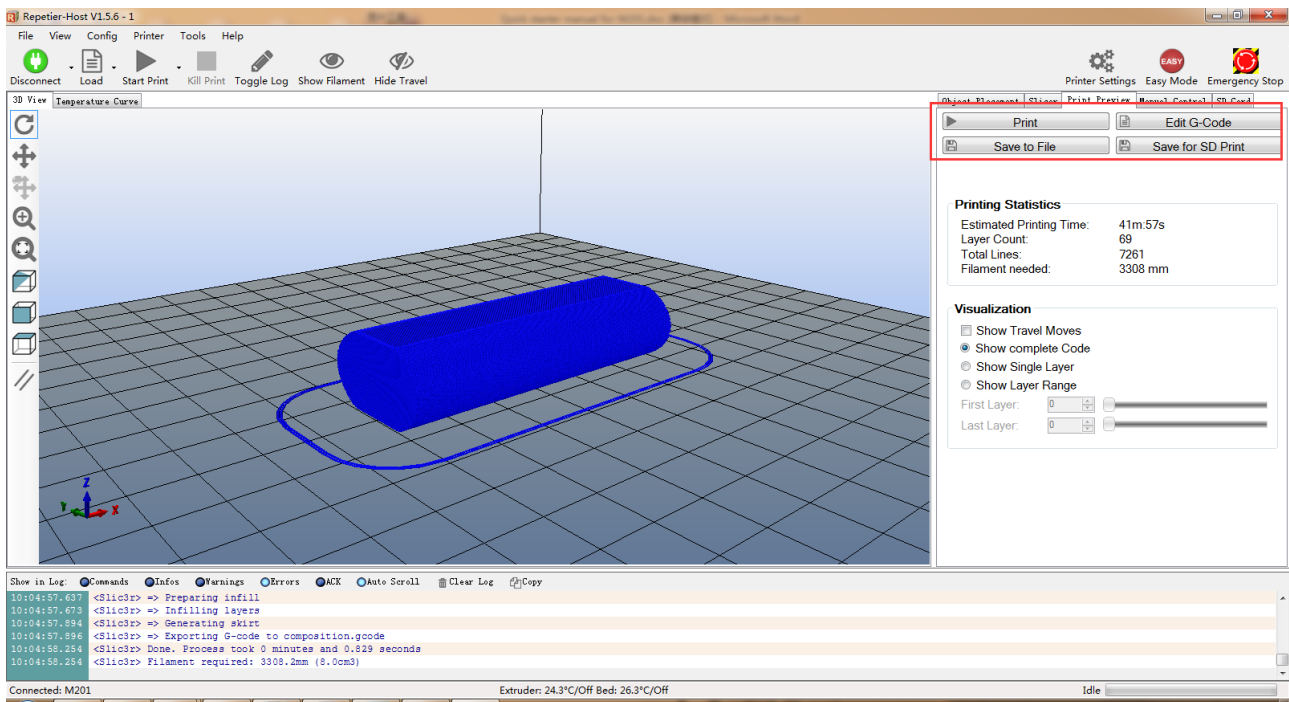 Repetier-Host V1.5.6 - 1
File View Config Printer Tools Help
Disconnect Load Start Print Kill Print Toggle Log Show Filament Hide Travel Printer Settings Easy Mode Emergency Stop
EASY
3D View Temperature Curve
Object Placement Slicer Print Preview Manual Control SD Card
Print Edit G-Code
Save to File Save for SD Print
Printing Statistics
Estimated Printing Time: 41m:57s
Layer Count: 69
Total Lines: 7261
Filament needed: 3308 mm
Visualization
Show Travel Moves
Show complete Code
Show Single Layer
Show Layer Range
First Layer: 0
Last Layer: 0
Z
Y X
Show in Log: Commands Infos Warnings Errors ACK Auto Scroll Clear Log Copy
10:04:57.637 <Slic3r> => Preparing infill
10:04:57.673 <Slic3r> => Infilling layers
10:04:57.894 <Slic3r> => Generating skirt
10:04:57.896 <Slic3r> => Exporting G-code to composition.gcode
10:04:58.254 <Slic3r> Done. Process took 0 minutes and 0.829 seconds
10:04:58.254 <Slic3r> Filament required: 3308.2mm (8.0cm3)
Connected: M201 Extruder: 24.3°C/Off Bed: 26.3°C/Off Idle